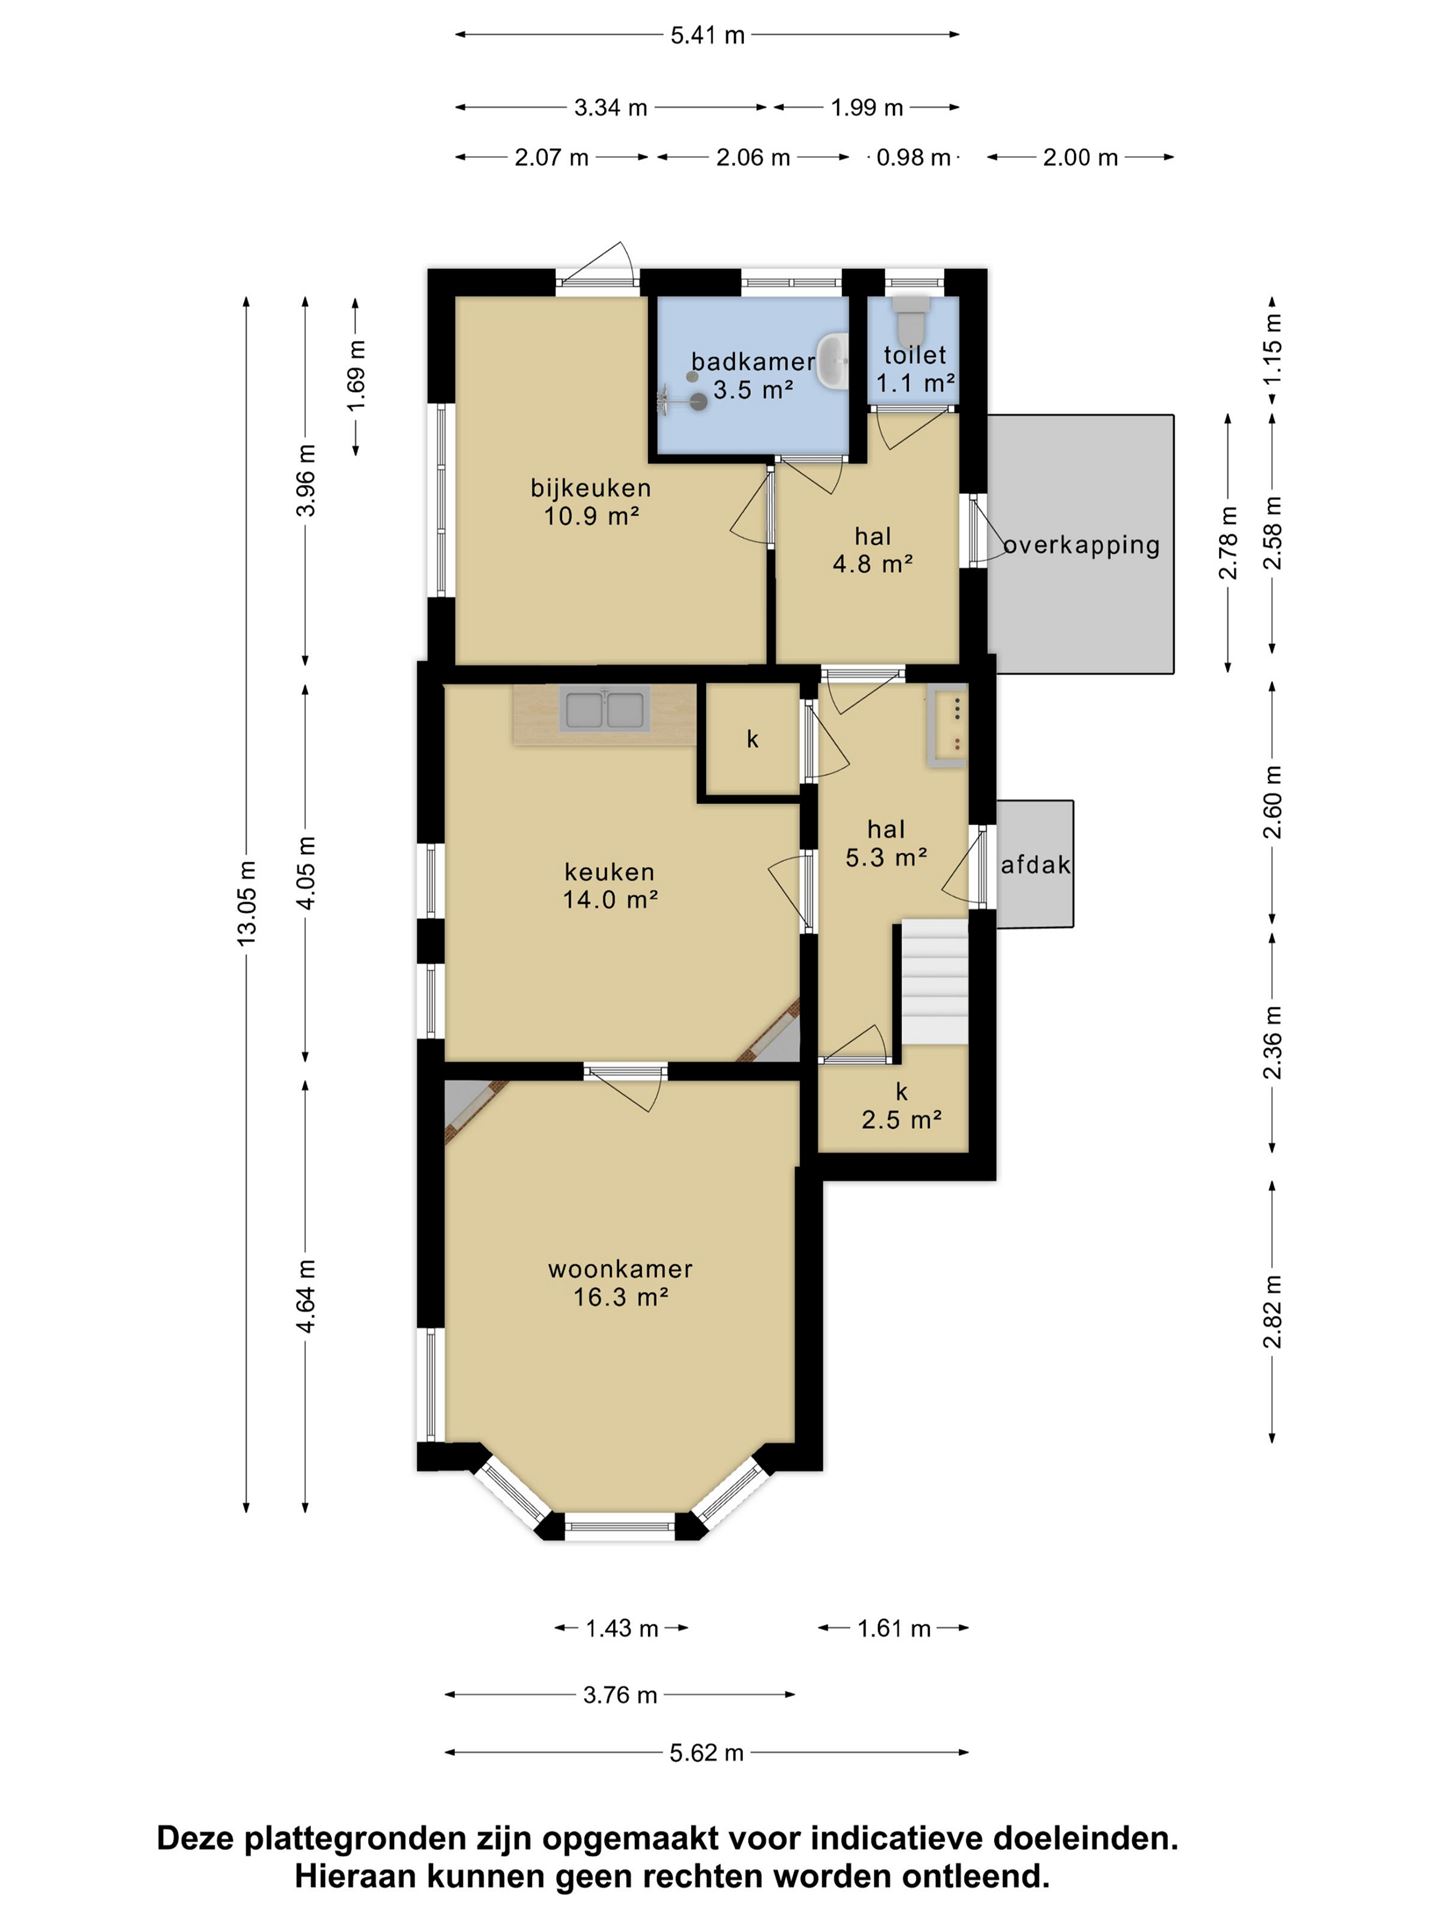 5.41 m
3.34 m
1.99 m
2.07 m
2.06 m
0.98 m
2.00 m
13.05 m
3.96 m
1.69 m
4.05 m
4.64 m
badkamer
3.5 m²
toilet
1.1 m²
bijkeuken
10.9 m²
hal
4.8 m²
overkapping
k
hal
5.3 m²
keuken
14.0 m²
afdak
k
2.5 m²
woonkamer
16.3 m²
1.15 m
2.78 m
2.58 m
2.60 m
2.36 m
2.82 m
1.43 m
1.61 m
3.76 m
5.62 m
Deze plattegronden zijn opgemaakt voor indicatieve doeleinden.
Hieraan kunnen geen rechten worden ontleend.